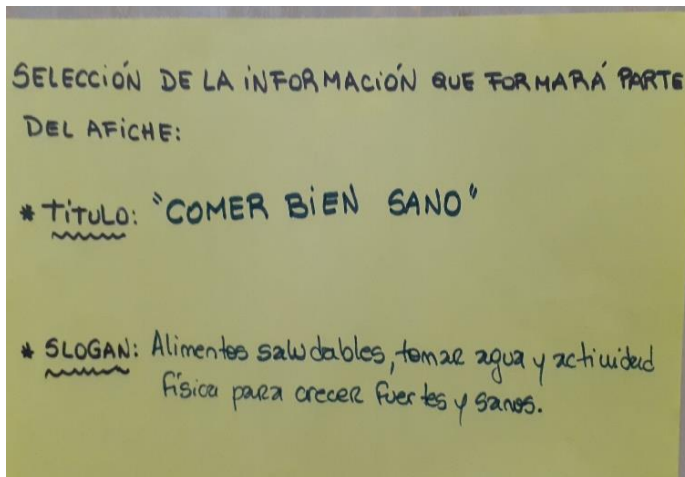 SELECCIÓN DE LA INFORMACIÓN QUE FORMARÁ PARTE
DEL AFICHE:
* TÍTULO: "COMER BIEN SANO"
* SLOGAN: Alimentos saludables, tomar agua y actividad
física para crecer fuertes y sanos.